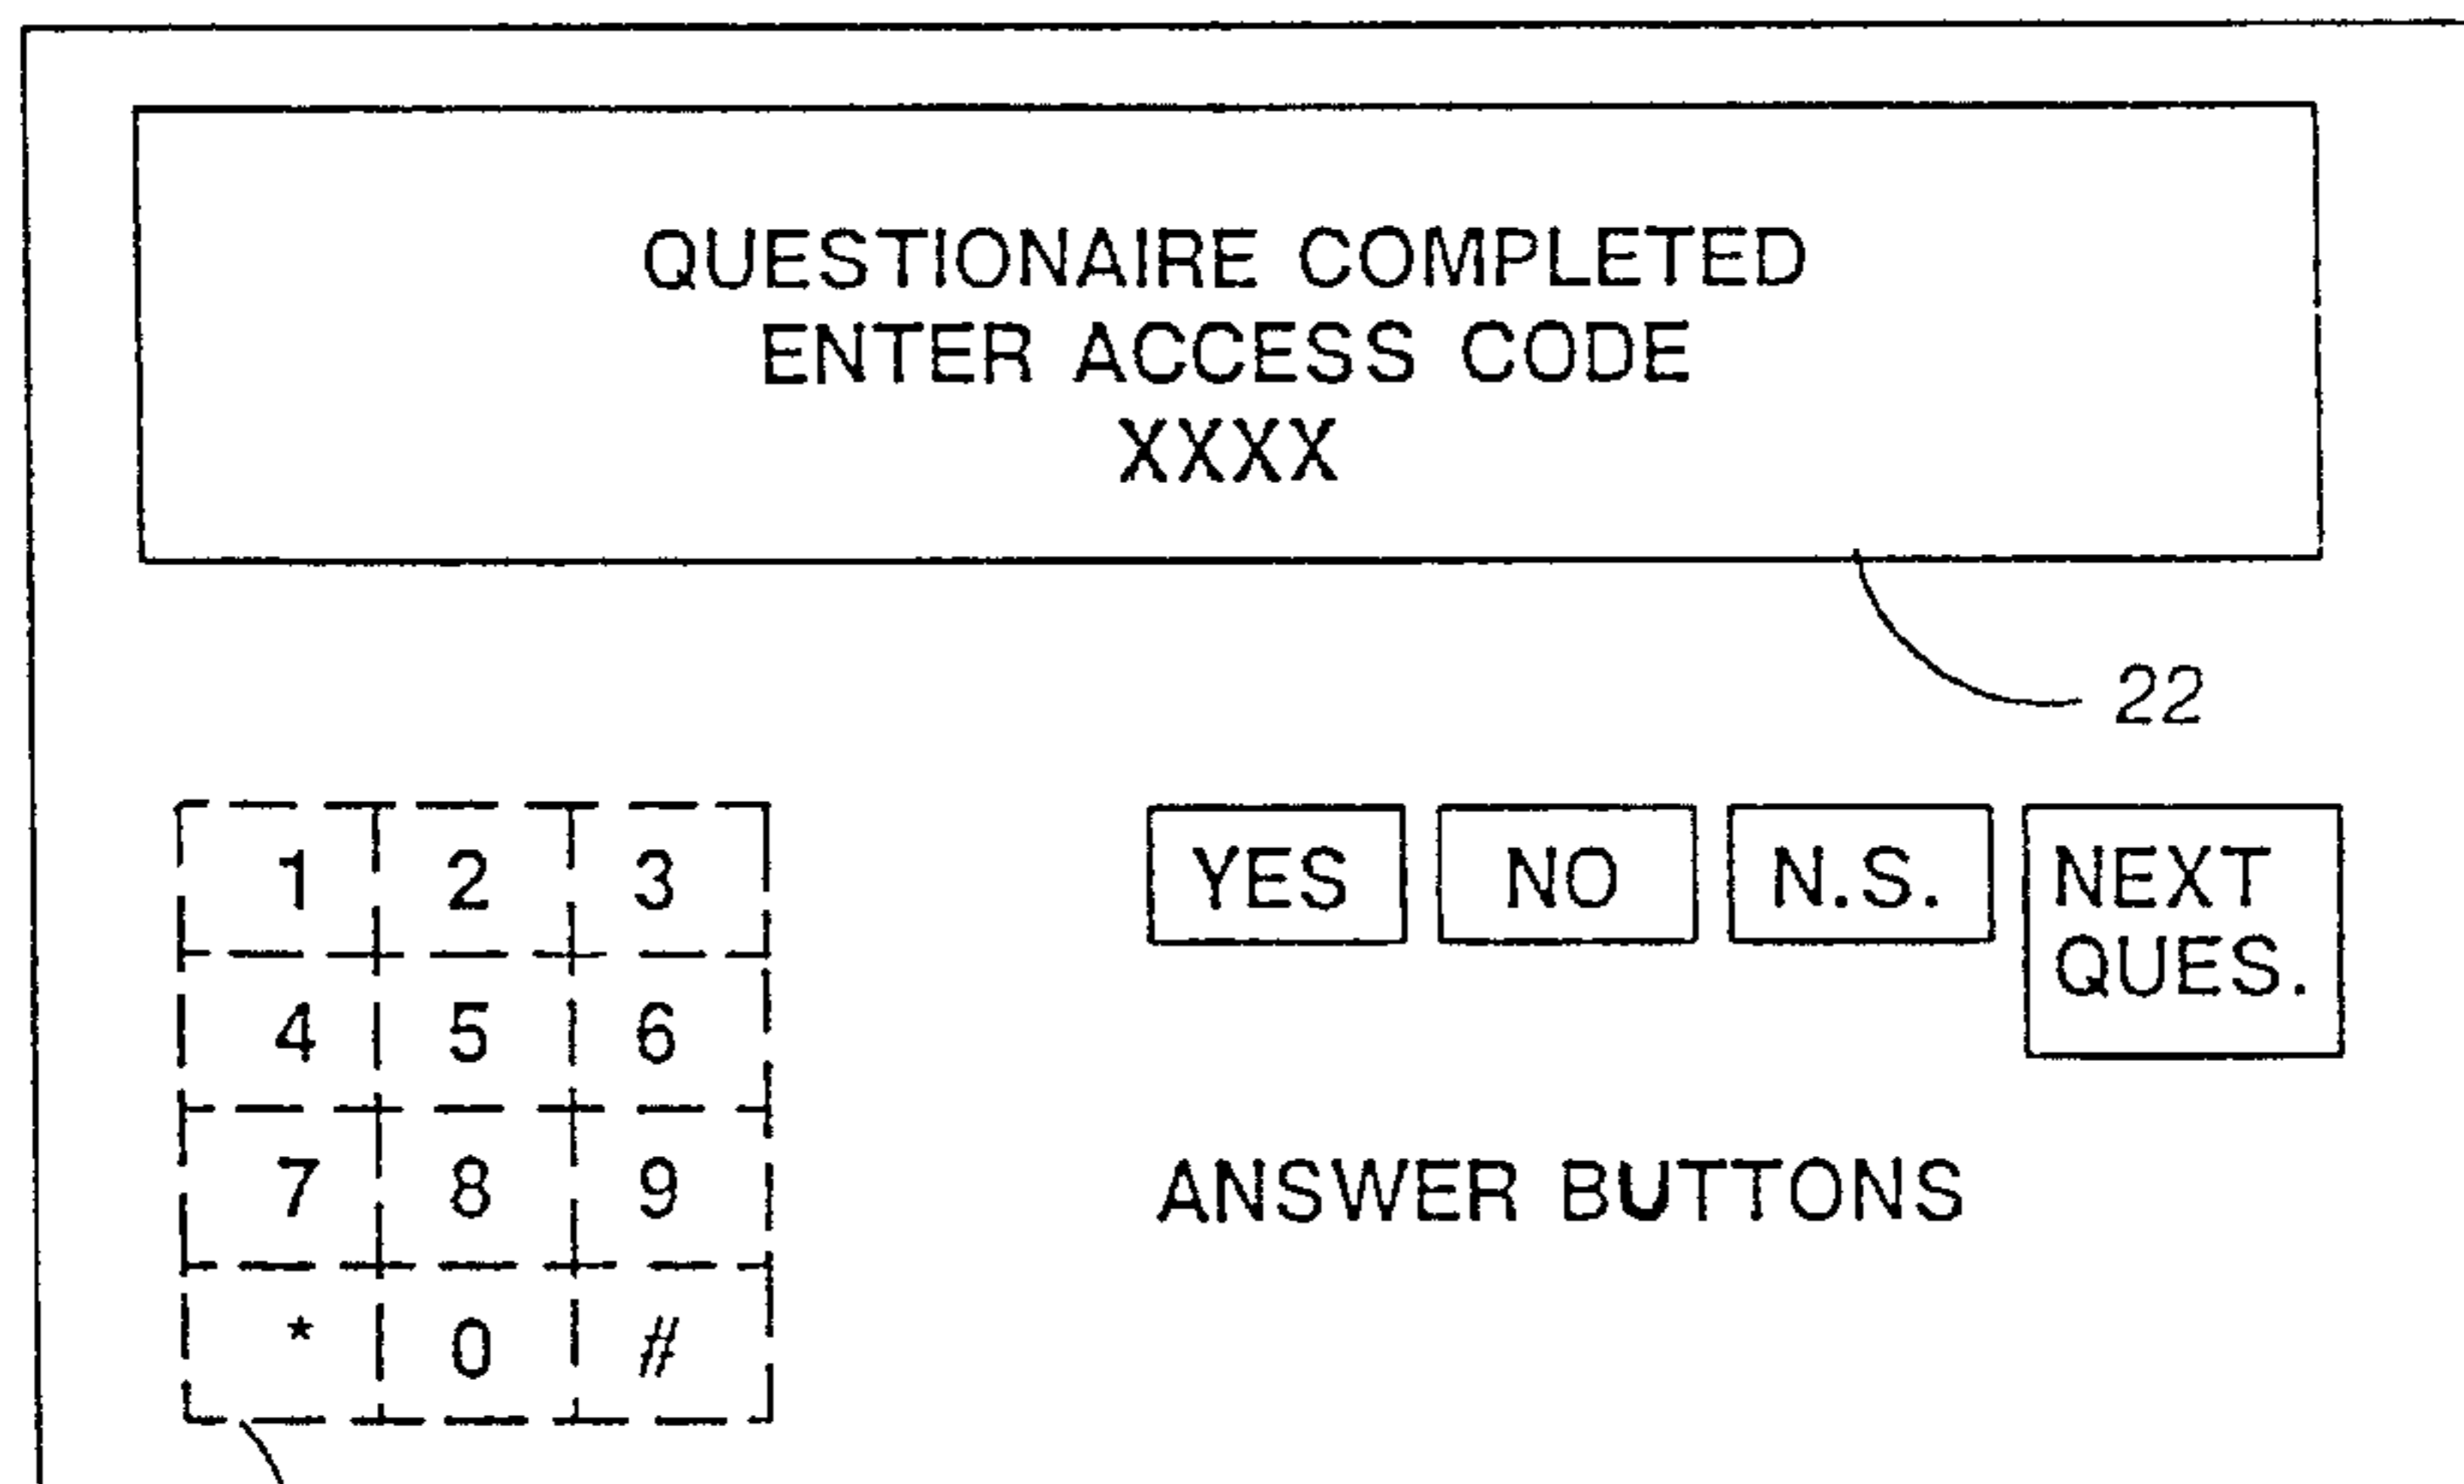 QUESTIONAIRE COMPLETED
ENTER ACCESS CODE
XXXX
22
1 2 3
4 5 6
7 8 9
* 0 #
YES NO N.S. NEXT
QUES.
ANSWER BUTTONS